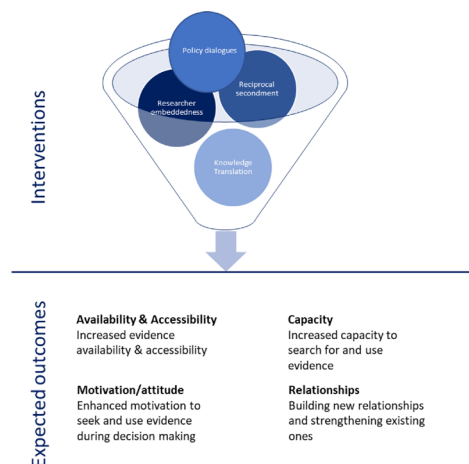 Interventions
Policy dialogues
Reciprocal
secondment
Researcher
embeddedness
Knowledge
Translation
Expected outcomes
Availability & Accessibility
Increased evidence
availability & accessibility
Capacity
Increased capacity to
search for and use
evidence
Motivation/attitude
Enhanced motivation to
seek and use evidence
during decision making
Relationships
Building new relationships
and strengthening existing
ones